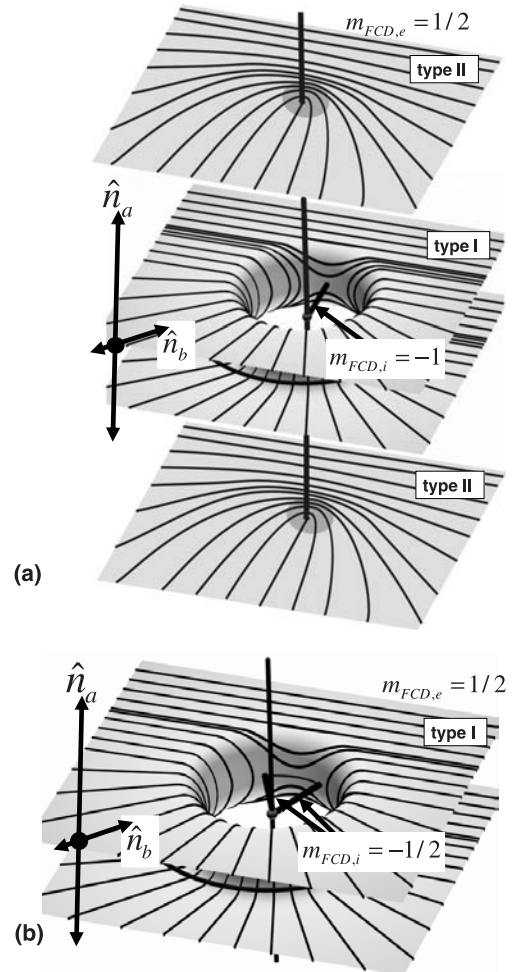 m_{FCD,e} = 1/2
type II
n̂_a
type I
n̂_b
m_{FCD,i} = −1
type II
(a)
n̂_a
m_{FCD,e} = 1/2
type I
n̂_b
m_{FCD,i} = −1/2
(b)